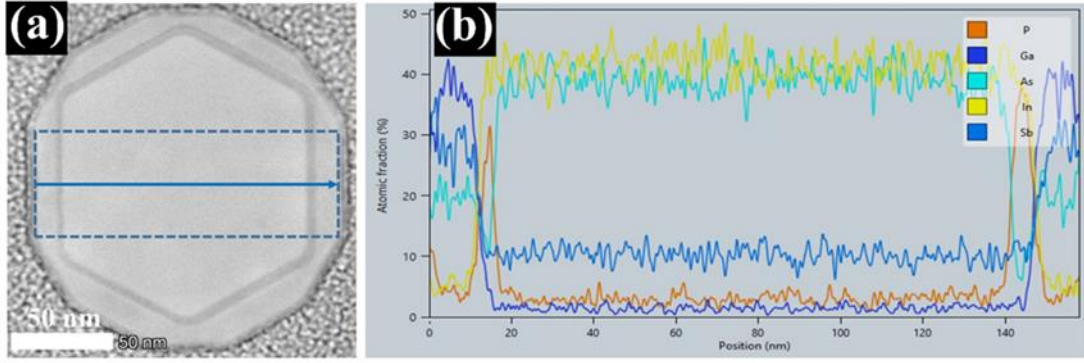 (a)
50 nm
50 nm
(b)
50
40
30
20
10
0
Atomic fraction (%)
0
20
40
60
80
100
120
140
Position (nm)
P
Ga
As
In
Sb